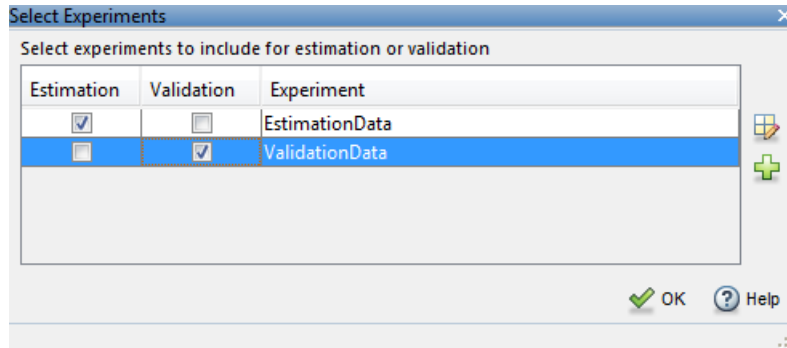 Select Experiments
Select experiments to include for estimation or validation
Estimation Validation Experiment
EstimationData
ValidationData
OK Help